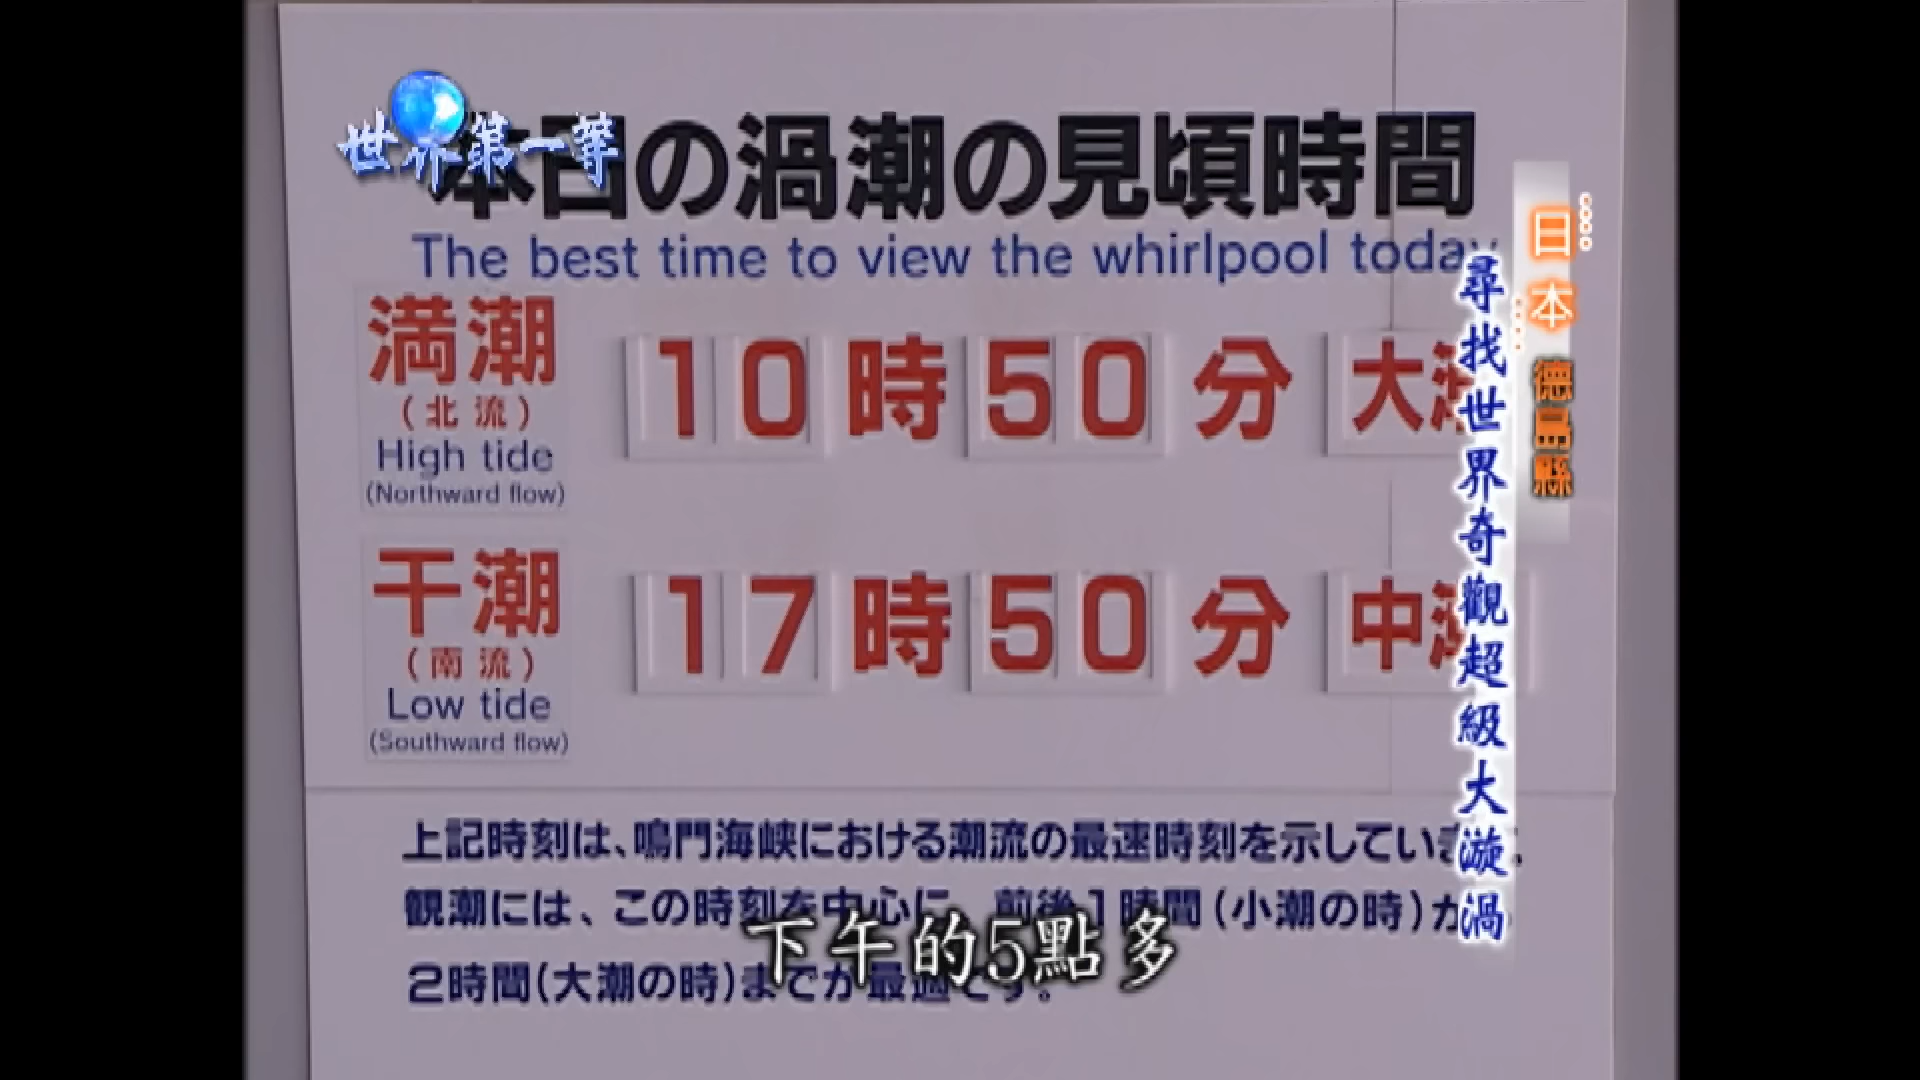 世界第一等
本日の渦潮の見頃時間
The best time to view the whirlpool today
満潮
(北流)
High tide
(Northward flow)
10時50分 大潮
干潮
(南流)
Low tide
(Southward flow)
17時50分 中潮
上記時刻は、鳴門海峡における潮流の最速時刻を示しています.
観潮には、この時刻を中心に、前後1時間(小潮の時)か
2時間(大潮の時)までが最適です。
日本 德島縣
尋找世界奇觀超級大漩渦
下午的5點多